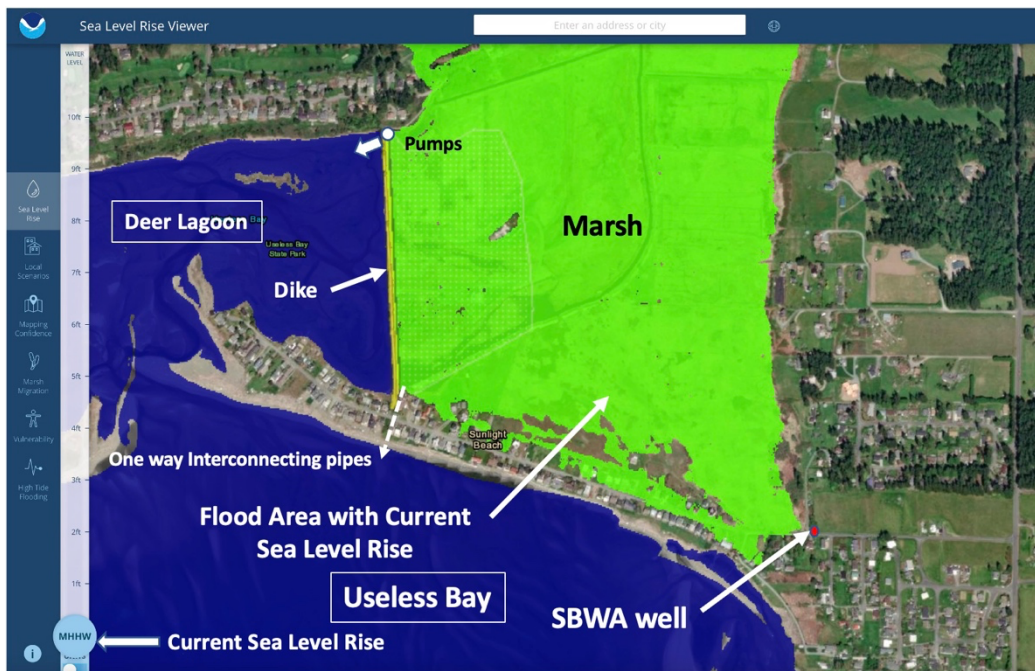 Sea Level Rise Viewer
Enter an address or city
WATER
LEVEL
10ft
9ft
8ft
7ft
6ft
5ft
4ft
3ft
2ft
1ft
MHHW
Sea Level
Rise
Local
Scenarios
Mapping
Confidence
Marsh
Migration
Vulnerability
High Tide
Flooding
Pumps
Deer Lagoon
Useless Bay
State Park
Marsh
Dike
Sunlight
Beach
One way Interconnecting pipes
Flood Area with Current
Sea Level Rise
Useless Bay
SBWA well
Current Sea Level Rise